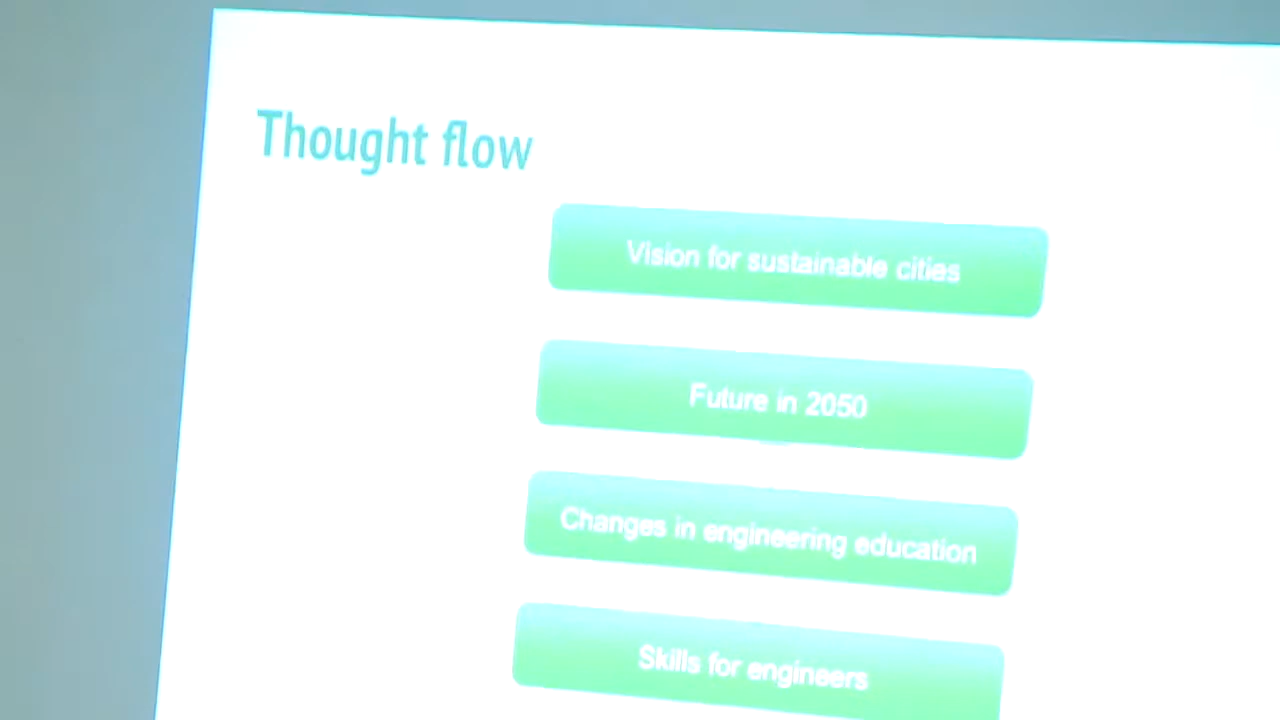 Thought flow
Vision for sustainable cities
Future in 2050
Changes in engineering education
Skills for engineers